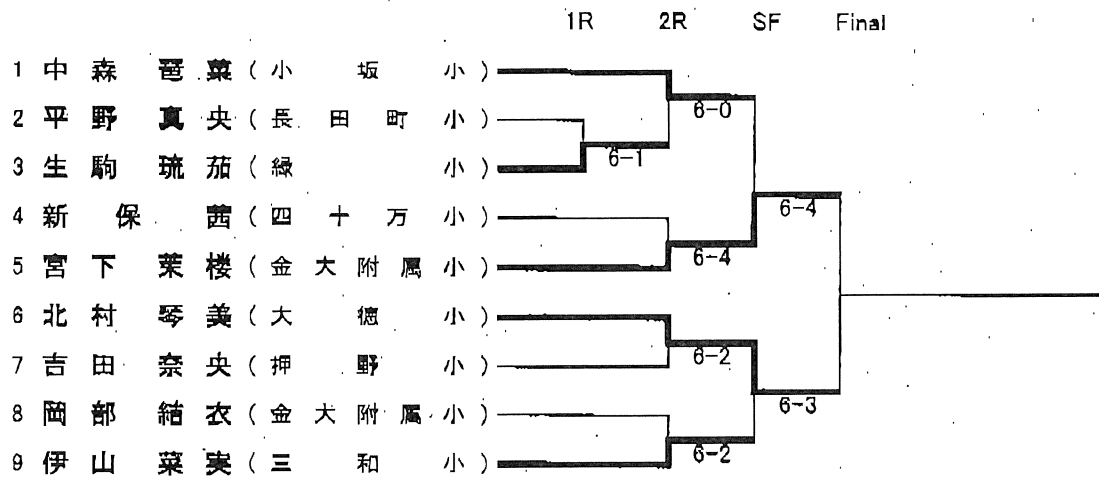 1R 2R SF Final
1 中森 琶菓 (小坂小)
6-0
2 平野 真央 (長田町小)
6-1
3 生駒 琉茄 (緑小)
6-4
4 新保 茜 (四十万小)
6-4
5 宮下 茉楼 (金大附属小)
6 北村 琴美 (大徳小)
6-2
7 吉田 奈央 (押野小)
6-3
8 岡部 結衣 (金大附属小)
6-2
9 伊山 菜実 (三和小)